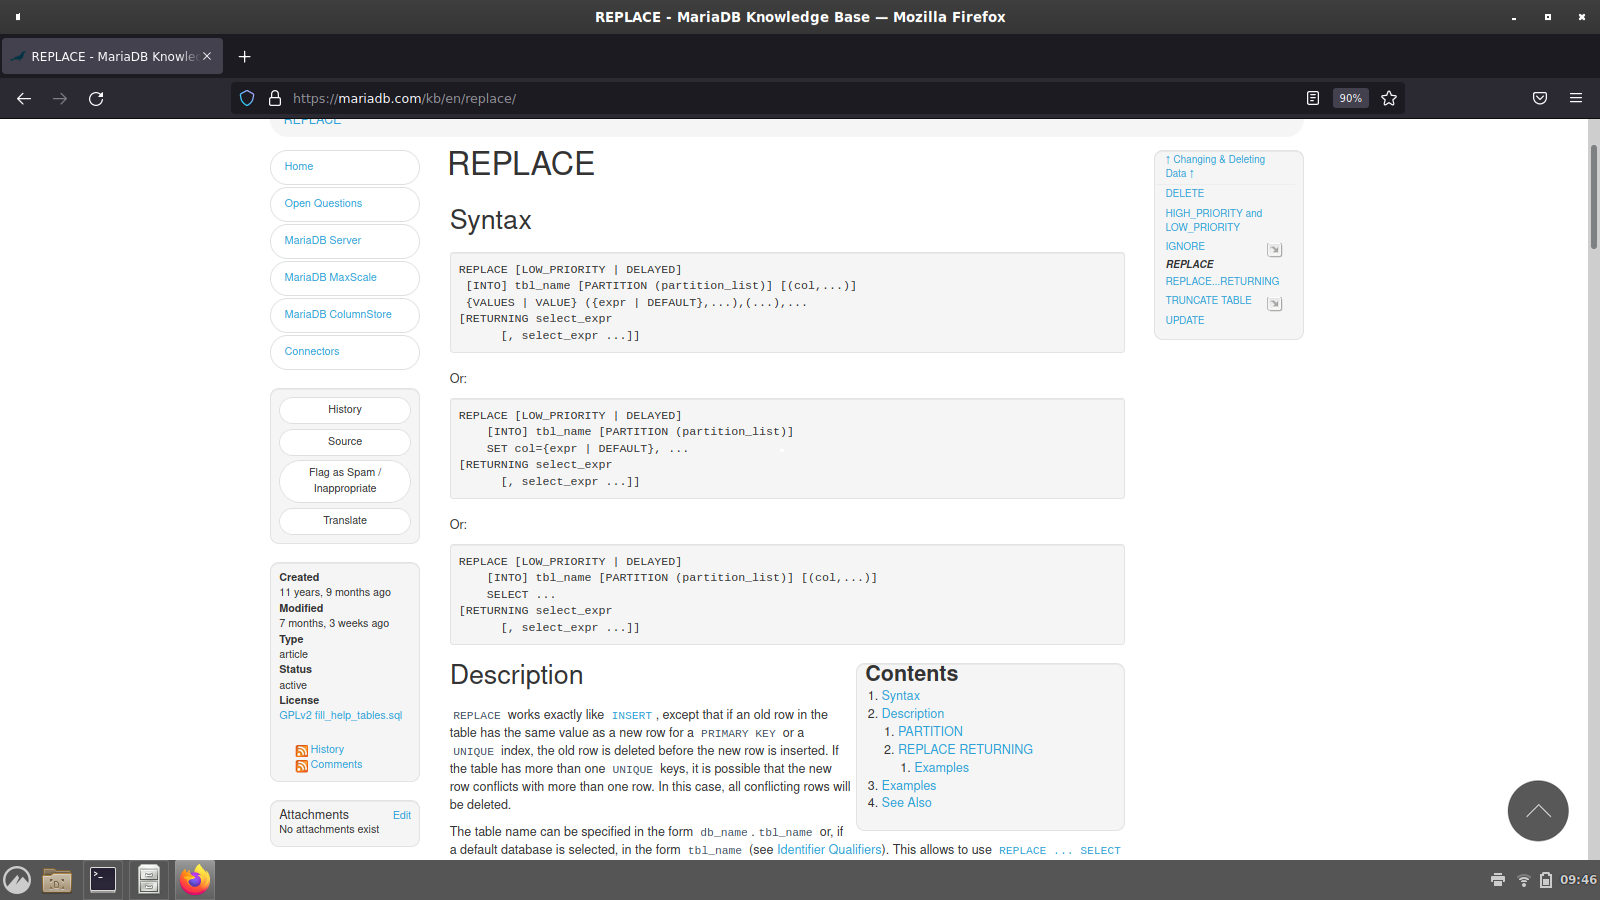 REPLACE - MariaDB Knowledge Base — Mozilla Firefox
REPLACE - MariaDB Knowle
https://mariadb.com/kb/en/replace/
90%
REPLACE
Home
Open Questions
MariaDB Server
MariaDB MaxScale
MariaDB ColumnStore
Connectors
History
Source
Flag as Spam /
Inappropriate
Translate
Created
11 years, 9 months ago
Modified
7 months, 3 weeks ago
Type
article
Status
active
License
GPLv2 fill_help_tables.sql
History
Comments
Attachments
Edit
No attachments exist
REPLACE
Syntax
REPLACE [LOW_PRIORITY | DELAYED]
[INTO] tbl_name [PARTITION (partition_list)] [(col,...)]
{VALUES | VALUE} ({expr | DEFAULT},...),(...),...
[RETURNING select_expr
[, select_expr ...]]
Or:
REPLACE [LOW_PRIORITY | DELAYED]
[INTO] tbl_name [PARTITION (partition_list)]
SET col={expr | DEFAULT}, ...
[RETURNING select_expr
[, select_expr ...]]
Or:
REPLACE [LOW_PRIORITY | DELAYED]
[INTO] tbl_name [PARTITION (partition_list)] [(col,...)]
SELECT ...
[RETURNING select_expr
[, select_expr ...]]
Description
REPLACE works exactly like INSERT , except that if an old row in the
table has the same value as a new row for a PRIMARY KEY or a
UNIQUE index, the old row is deleted before the new row is inserted. If
the table has more than one UNIQUE keys, it is possible that the new
row conflicts with more than one row. In this case, all conflicting rows will
be deleted.
The table name can be specified in the form db_name . tbl_name or, if
a default database is selected, in the form tbl_name (see Identifier Qualifiers). This allows to use REPLACE ... SELECT
Contents
1. Syntax
2. Description
1. PARTITION
2. REPLACE RETURNING
1. Examples
3. Examples
4. See Also
↑ Changing & Deleting
Data ↑
DELETE
HIGH_PRIORITY and
LOW_PRIORITY
IGNORE
REPLACE
REPLACE...RETURNING
TRUNCATE TABLE
UPDATE
09:46